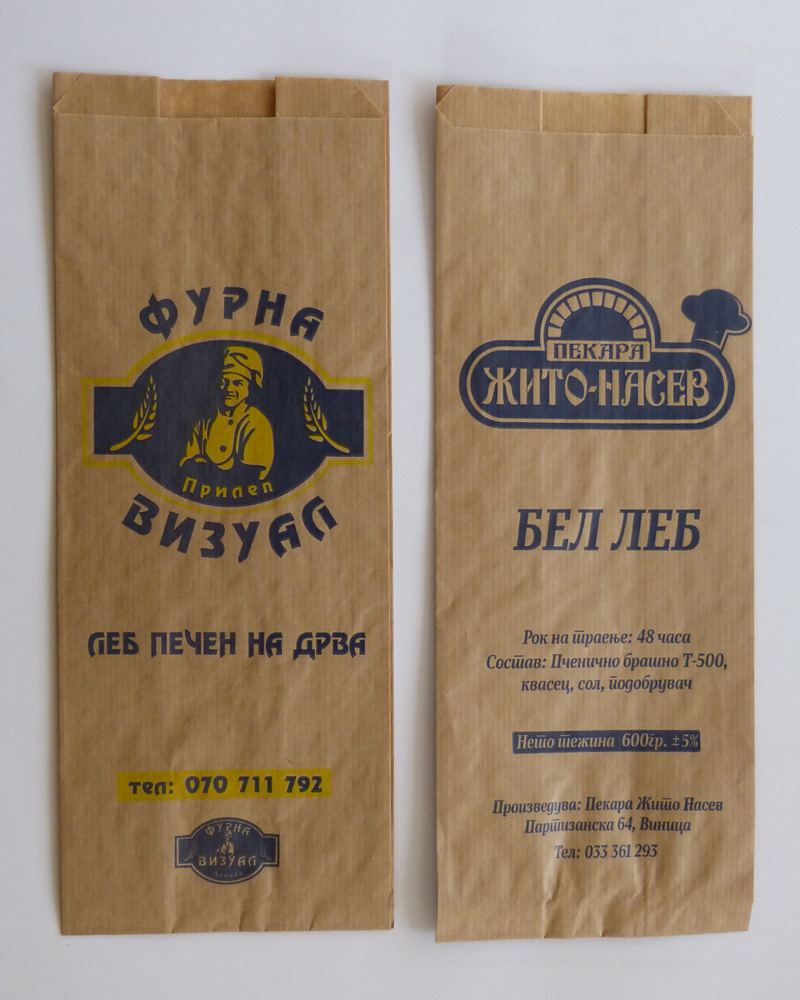 ФУРНА
Прилеп
ВИЗУАЛ
ЛЕБ ПЕЧЕН НА ДРВА
тел: 070 711 792
ФУРНА
ВИЗУАЛ
Прилеп
ПЕКАРА
ЖИТО-НАСЕВ
БЕЛ ЛЕБ
Рок на траење: 48 часа
Состав: Пченично брашно Т-500,
квасец, сол, подобрувач
Нето тежина 600гр. ±5%
Произведува: Пекара Жито Насев
Партизанска 64, Виница
Тел: 033 361 293